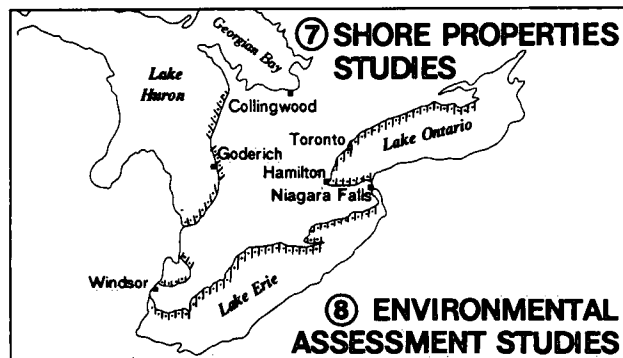 ⑦ SHORE PROPERTIES
STUDIES
Georgian Bay
Lake
Huron
Collingwood
Toronto
Lake Ontario
Goderich
Hamilton
Niagara Falls
Windsor
Lake Erie
⑧ ENVIRONMENTAL
ASSESSMENT STUDIES